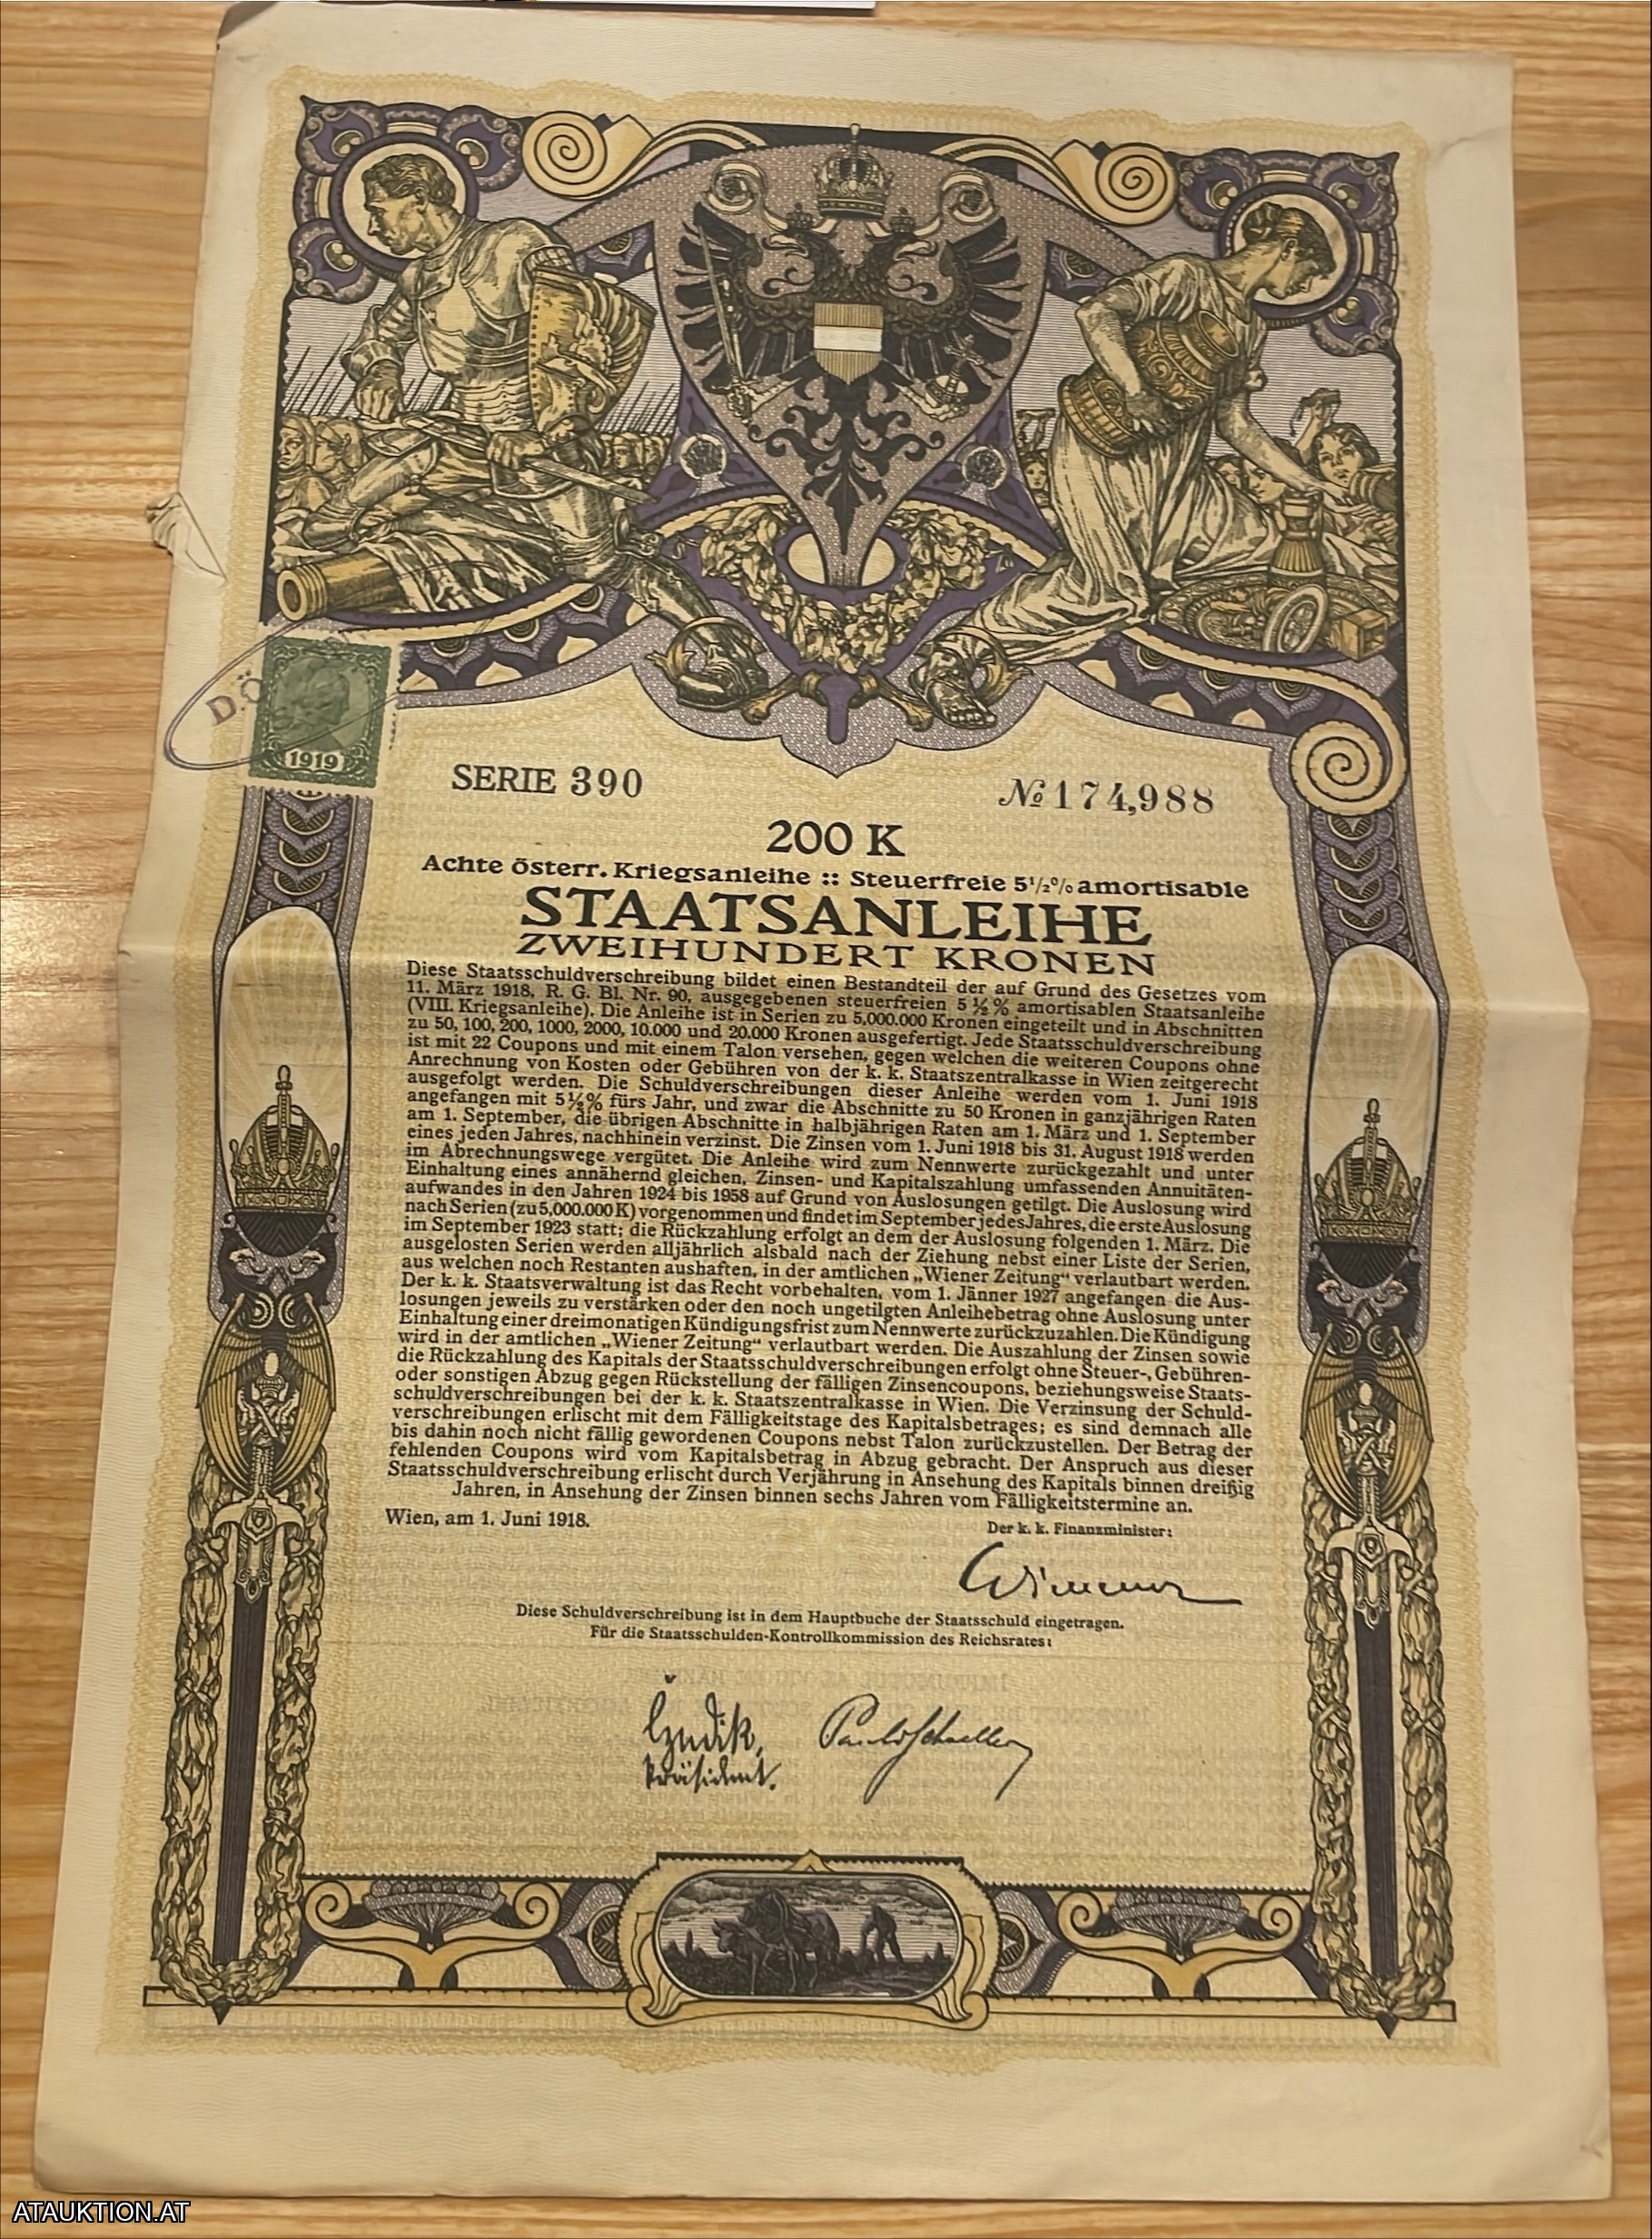 D.Ö
1919
SERIE 390
№ 174,988
200 K
Achte österr. Kriegsanleihe :: Steuerfreie 5½% amortisable
STAATSANLEIHE
ZWEIHUNDERT KRONEN
Diese Staatsschuldverschreibung bildet einen Bestandteil der auf Grund des Gesetzes vom
11. März 1918, R. G. Bl. Nr. 90, ausgegebenen steuerfreien 5 ½ % amortisablen Staatsanleihe
(VIII. Kriegsanleihe). Die Anleihe ist in Serien zu 5,000.000 Kronen eingeteilt und in Abschnitten
zu 50, 100, 200, 1000, 2000, 10.000 und 20.000 Kronen ausgefertigt. Jede Staatsschuldverschreibung
ist mit 22 Coupons und mit einem Talon versehen, gegen welchen die weiteren Coupons ohne
Anrechnung von Kosten oder Gebühren von der k. k. Staatszentralkasse in Wien zeitgerecht
ausgefolgt werden. Die Schuldverschreibungen dieser Anleihe werden vom 1. Juni 1918
angefangen mit 5½% fürs Jahr, und zwar die Abschnitte zu 50 Kronen in ganzjährigen Raten
am 1. September, die übrigen Abschnitte in halbjährigen Raten am 1. März und 1. September
eines jeden Jahres, nachhinein verzinst. Die Zinsen vom 1. Juni 1918 bis 31. August 1918 werden
im Abrechnungswege vergütet. Die Anleihe wird zum Nennwerte zurückgezahlt und unter
Einhaltung eines annähernd gleichen, Zinsen- und Kapitalszahlung umfassenden Annuitäten-
aufwandes in den Jahren 1924 bis 1958 auf Grund von Auslosungen getilgt. Die Auslosung wird
nach Serien (zu 5,000.000 K) vorgenommen und findet im September jedes Jahres, die erste Auslosung
im September 1923 statt; die Rückzahlung erfolgt an dem der Auslosung folgenden 1. März. Die
ausgelosten Serien werden alljährlich alsbald nach der Ziehung nebst einer Liste der Serien,
aus welchen noch Restanten aushaften, in der amtlichen „Wiener Zeitung“ verlautbart werden.
Der k. k. Staatsverwaltung ist das Recht vorbehalten, vom 1. Jänner 1927 angefangen die Aus-
losungen jeweils zu verstärken oder den noch ungetilgten Anleihebetrag ohne Auslosung unter
Einhaltung einer dreimonatigen Kündigungsfrist zum Nennwerte zurückzuzahlen. Die Kündigung
wird in der amtlichen „Wiener Zeitung“ verlautbart werden. Die Auszahlung der Zinsen sowie
die Rückzahlung des Kapitals der Staatsschuldverschreibungen erfolgt ohne Steuer-, Gebühren-
oder sonstigen Abzug gegen Rückstellung der fälligen Zinsencoupons, beziehungsweise Staats-
schuldverschreibungen bei der k. k. Staatszentralkasse in Wien. Die Verzinsung der Schuld-
verschreibungen erlischt mit dem Fälligkeitstage des Kapitalsbetrages; es sind demnach alle
bis dahin noch nicht fällig gewordenen Coupons nebst Talon zurückzustellen. Der Betrag der
fehlenden Coupons wird vom Kapitalsbetrag in Abzug gebracht. Der Anspruch aus dieser
Staatsschuldverschreibung erlischt durch Verjährung in Ansehung des Kapitals binnen dreißig
Jahren, in Ansehung der Zinsen binnen sechs Jahren vom Fälligkeitstermine an.
Wien, am 1. Juni 1918.
Der k. k. Finanzminister:
Wimmer
Diese Schuldverschreibung ist in dem Hauptbuche der Staatsschuld eingetragen.
Für die Staatsschulden-Kontrollkommission des Reichsrates:
Präsident.
ATAUKTION.AT